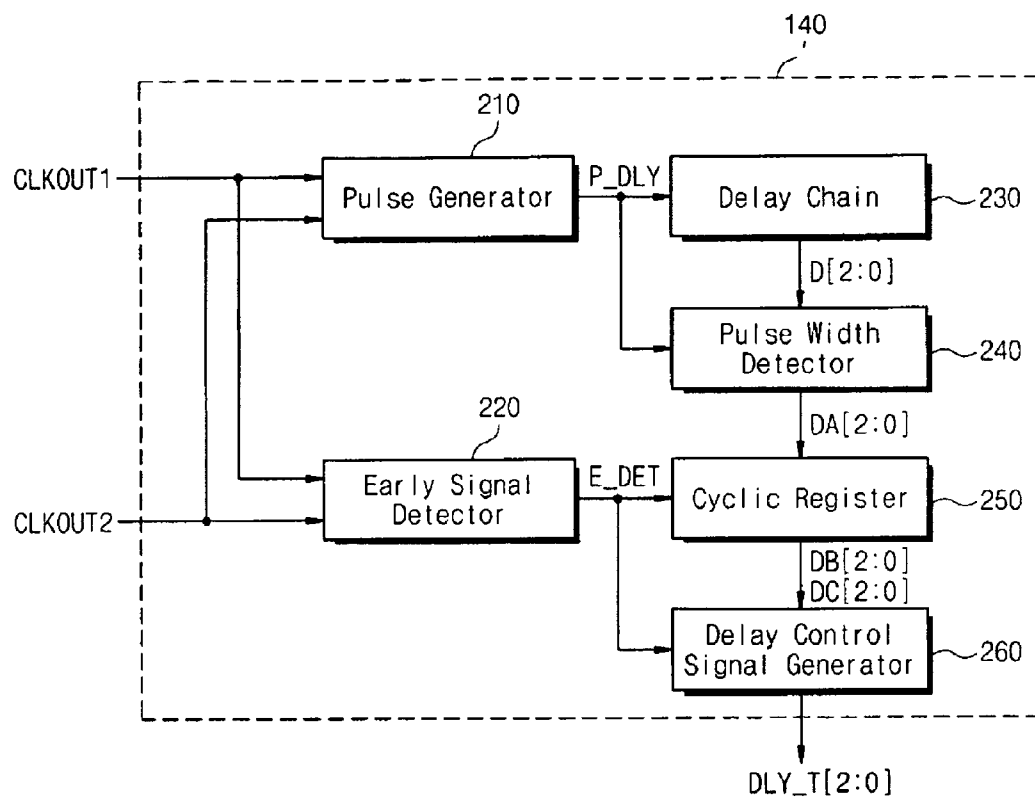 140
210
CLKOUT1
Pulse Generator
P_DLY
Delay Chain
230
D[2:0]
Pulse Width
Detector
240
220
DA[2:0]
Early Signal
Detector
E_DET
Cyclic Register
250
CLKOUT2
DB[2:0]
DC[2:0]
Delay Control
Signal Generator
260
DLY_T[2:0]